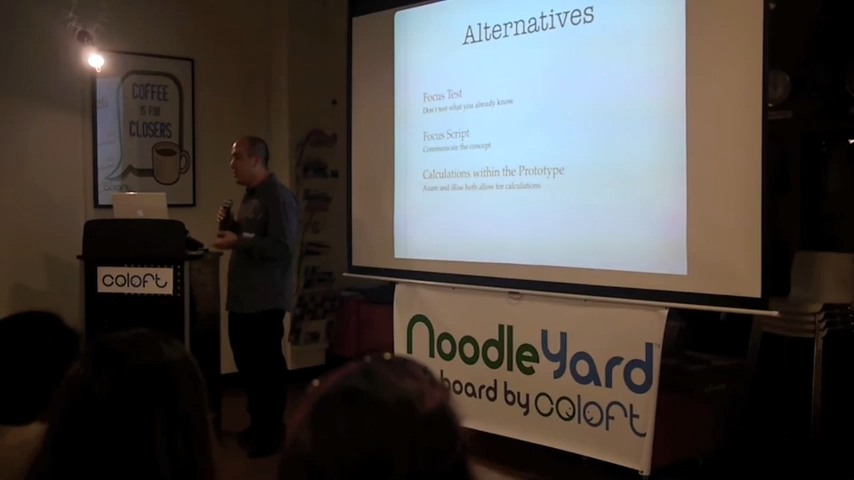 Alternatives
Focus Test
Don't test what you already know
Focus Script
Communicate the concept
Calculations within the Prototype
Axure and iRise both allow for calculations
COFFEE
IS FOR
CLOSERS
coloft
coloft
NoodleYard
board by coloft